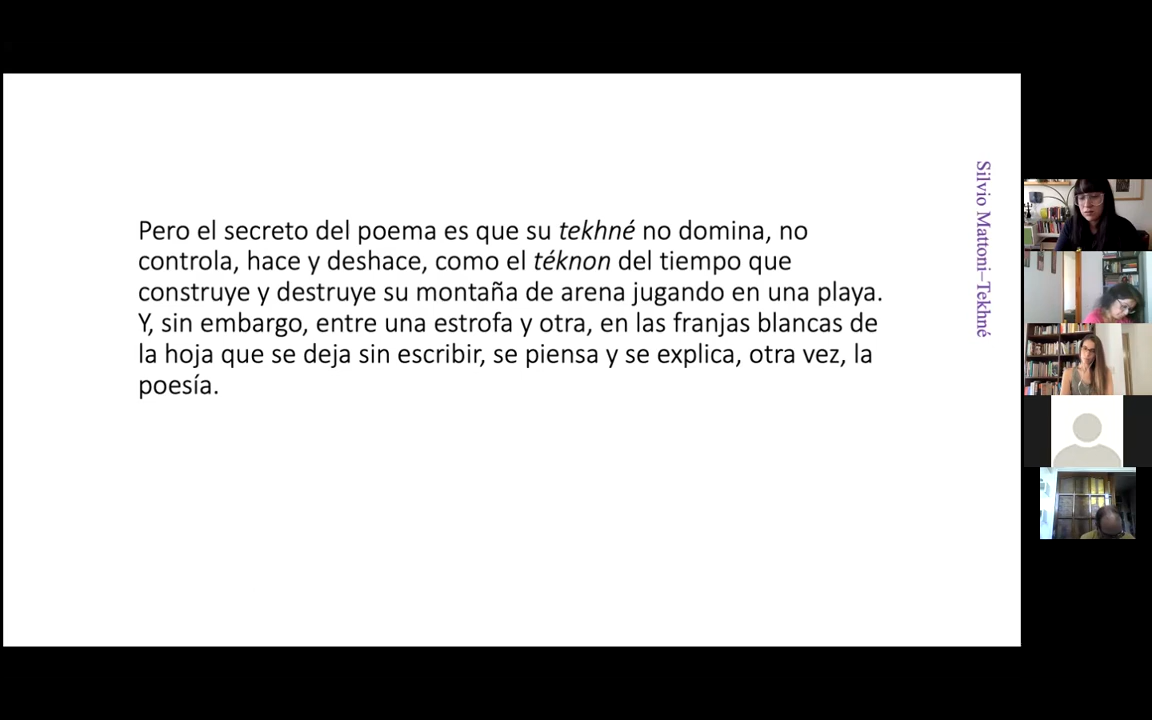 Pero el secreto del poema es que su tekhné no domina, no
controla, hace y deshace, como el téknon del tiempo que
construye y destruye su montaña de arena jugando en una playa.
Y, sin embargo, entre una estrofa y otra, en las franjas blancas de
la hoja que se deja sin escribir, se piensa y se explica, otra vez, la
poesía.
Silvio Mattoni–Tekhné